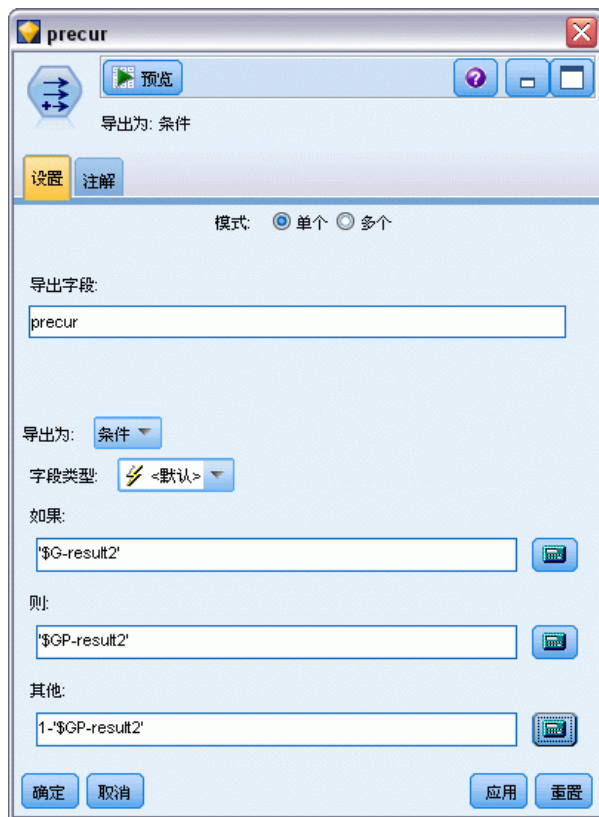 precur
预览
导出为: 条件
设置 注解
模式: 单个 多个
导出字段:
precur
导出为: 条件
字段类型: <默认>
如果:
'$G-result2'
则:
'$GP-result2'
其他:
1-'$GP-result2'
确定 取消 应用 重置